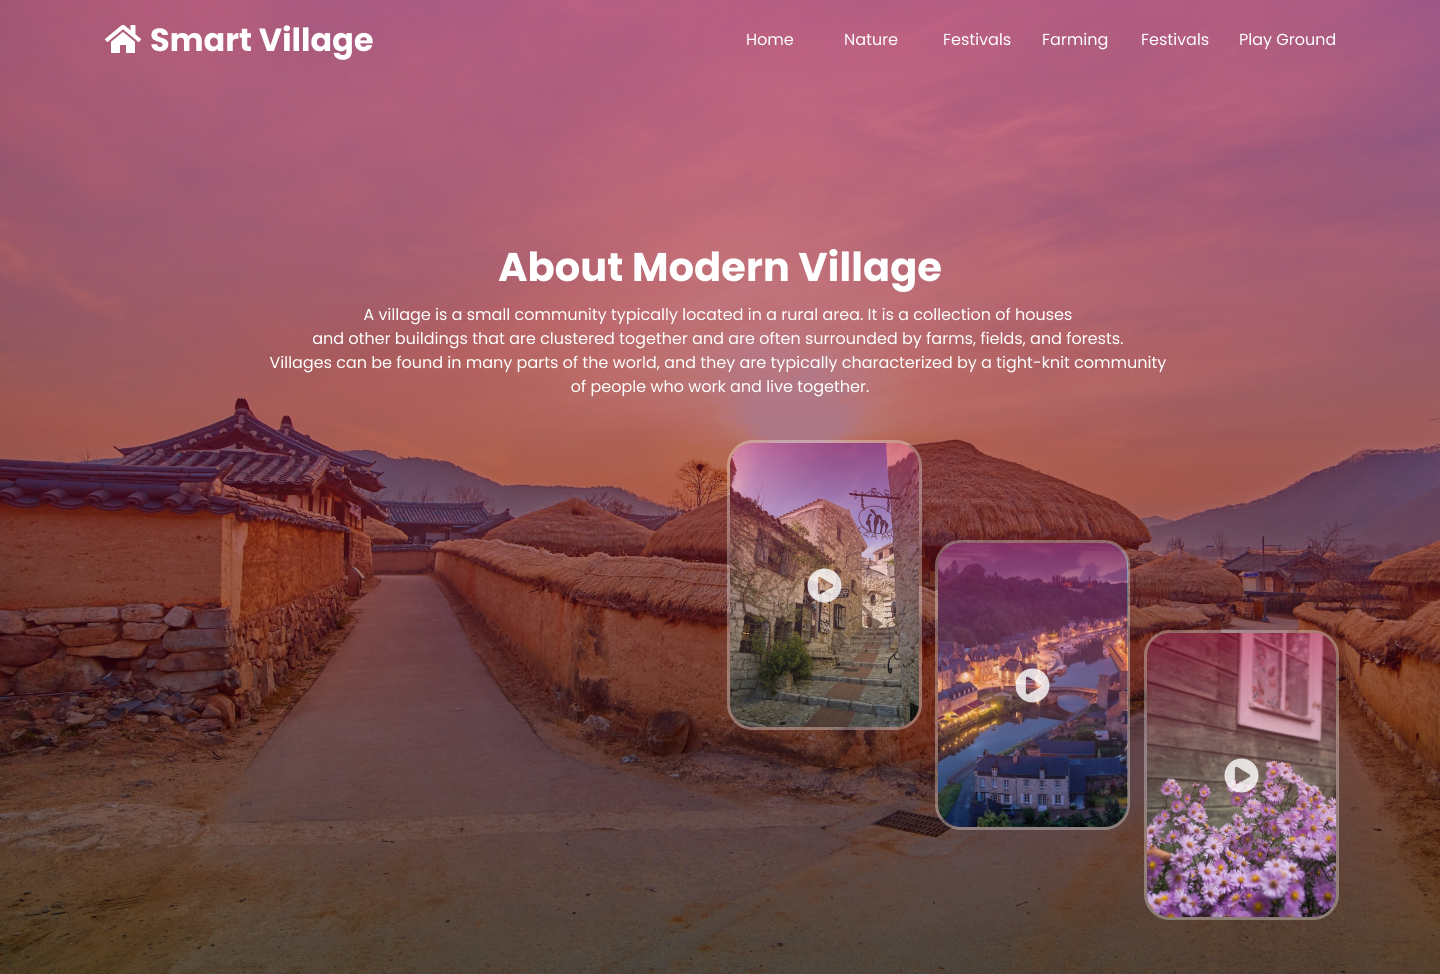 Smart Village
Home Nature Festivals Farming Festivals Play Ground
About Modern Village
A village is a small community typically located in a rural area. It is a collection of houses
and other buildings that are clustered together and are often surrounded by farms, fields, and forests.
Villages can be found in many parts of the world, and they are typically characterized by a tight-knit community
of people who work and live together.